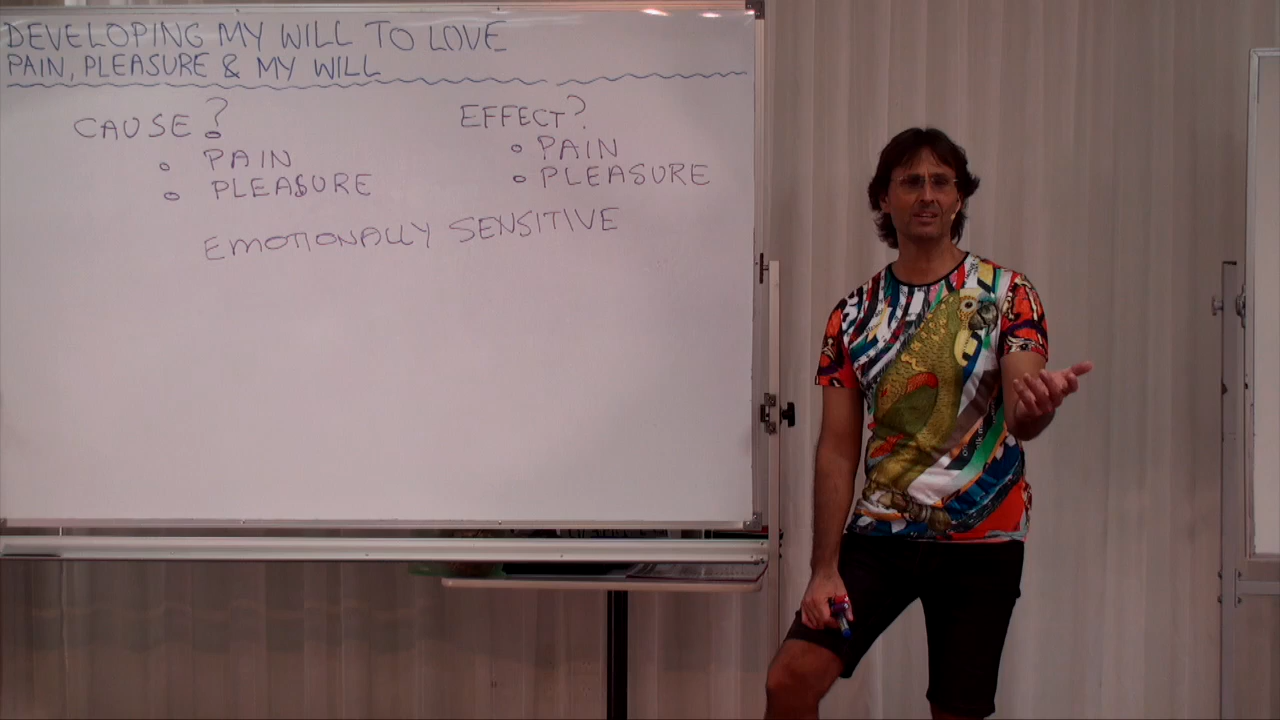 DEVELOPING MY WILL TO LOVE
PAIN, PLEASURE & MY WILL
CAUSE?
• PAIN
• PLEASURE
EFFECT?
• PAIN
• PLEASURE
EMOTIONALLY SENSITIVE